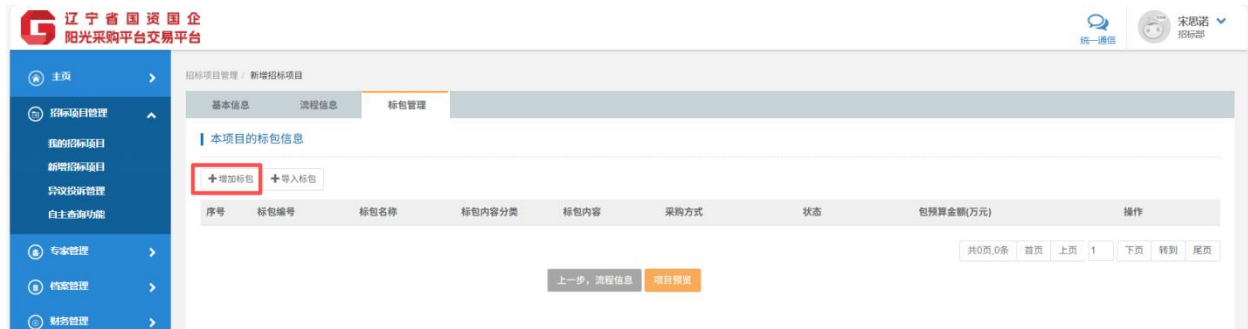 辽宁省国资国企
阳光采购平台交易平台
统一通信
宋思诺
招标部
主页
招标项目管理
我的招标项目
新增招标项目
异议投诉管理
自主查询功能
专家管理
档案管理
财务管理
招标项目管理 / 新增招标项目
基本信息 流程信息 标包管理
本项目的标包信息
+增加标包 +导入标包
序号 标包编号 标包名称 标包内容分类 标包内容 采购方式 状态 包预算金额(万元) 操作
共0页,0条 首页 上页 1 下页 转到 尾页
上一步，流程信息 项目预览